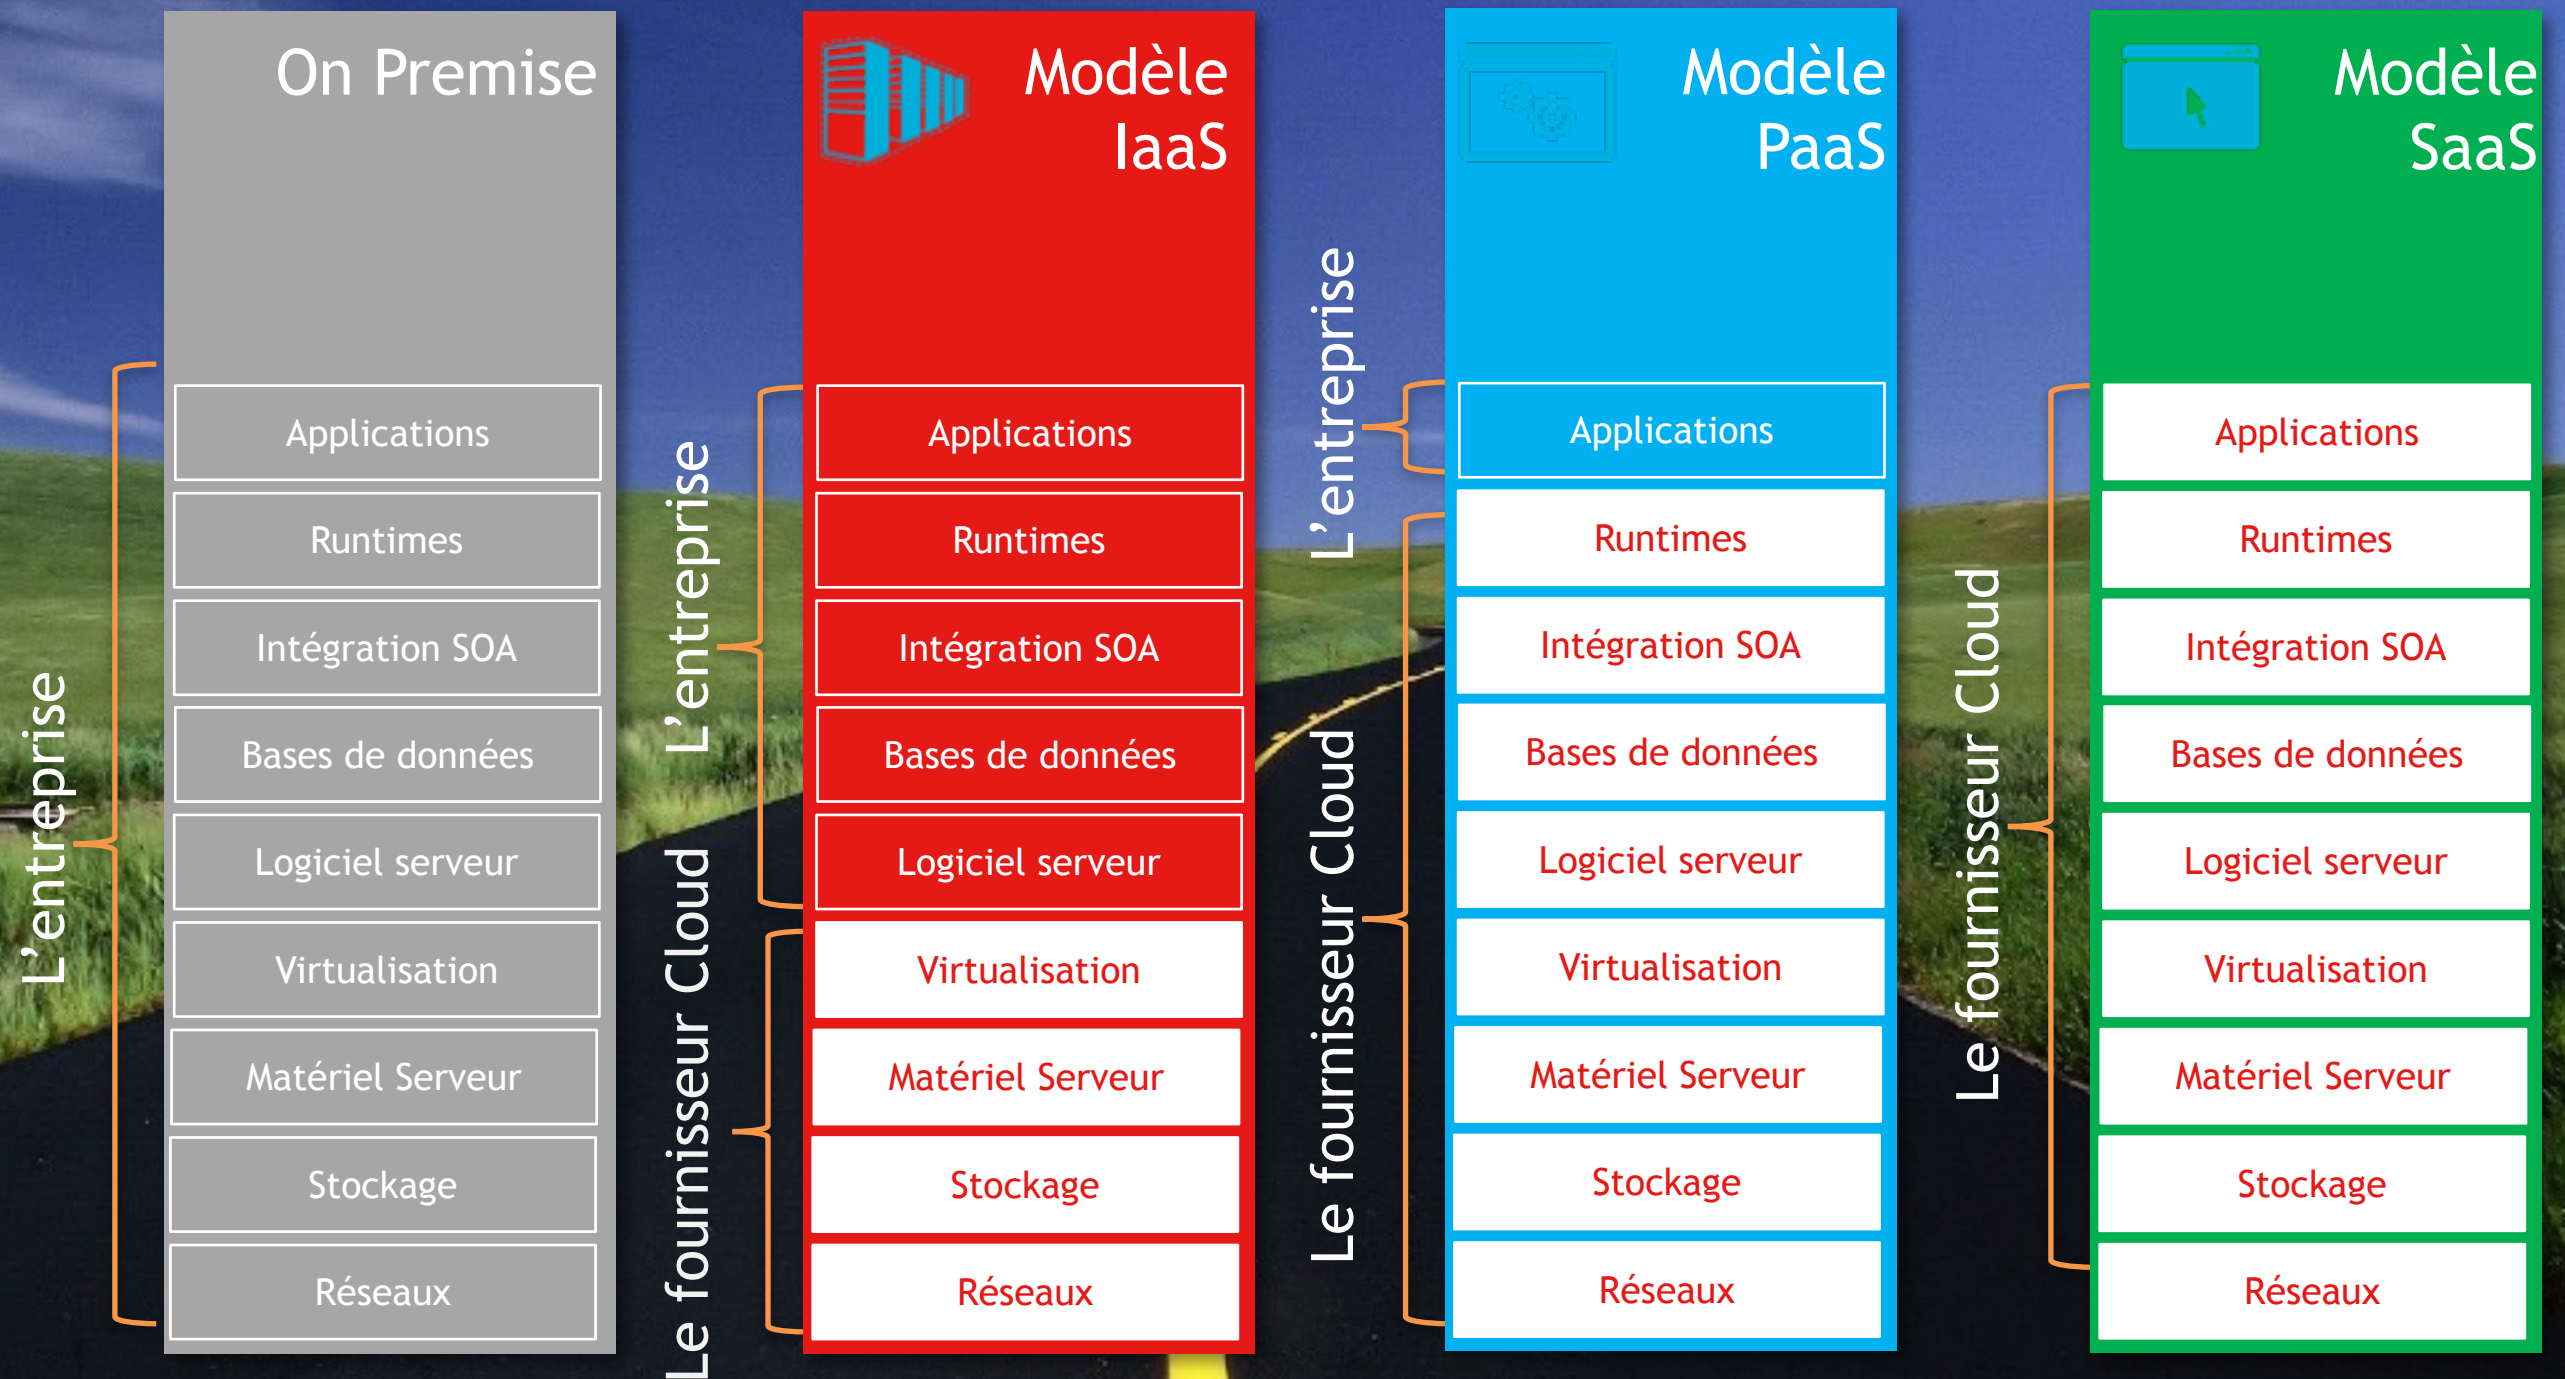 On Premise
L'entreprise
Applications
Runtimes
Intégration SOA
Bases de données
Logiciel serveur
Virtualisation
Matériel Serveur
Stockage
Réseaux
Modèle
IaaS
L'entreprise
Le fournisseur Cloud
Applications
Runtimes
Intégration SOA
Bases de données
Logiciel serveur
Virtualisation
Matériel Serveur
Stockage
Réseaux
Modèle
PaaS
L'entreprise
Le fournisseur Cloud
Applications
Runtimes
Intégration SOA
Bases de données
Logiciel serveur
Virtualisation
Matériel Serveur
Stockage
Réseaux
Modèle
SaaS
Le fournisseur Cloud
Applications
Runtimes
Intégration SOA
Bases de données
Logiciel serveur
Virtualisation
Matériel Serveur
Stockage
Réseaux